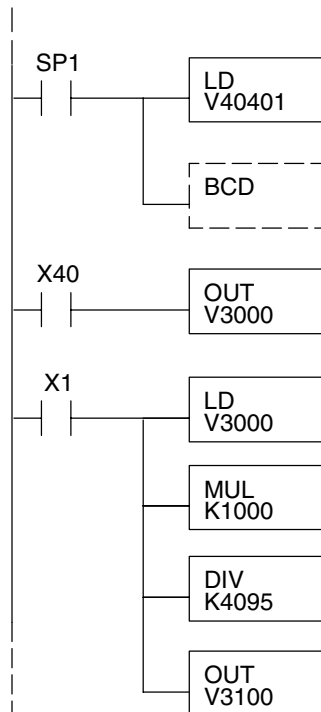 SP1
LD
V40401
BCD
X40
OUT
V3000
X1
LD
V3000
MUL
K1000
DIV
K4095
OUT
V3100